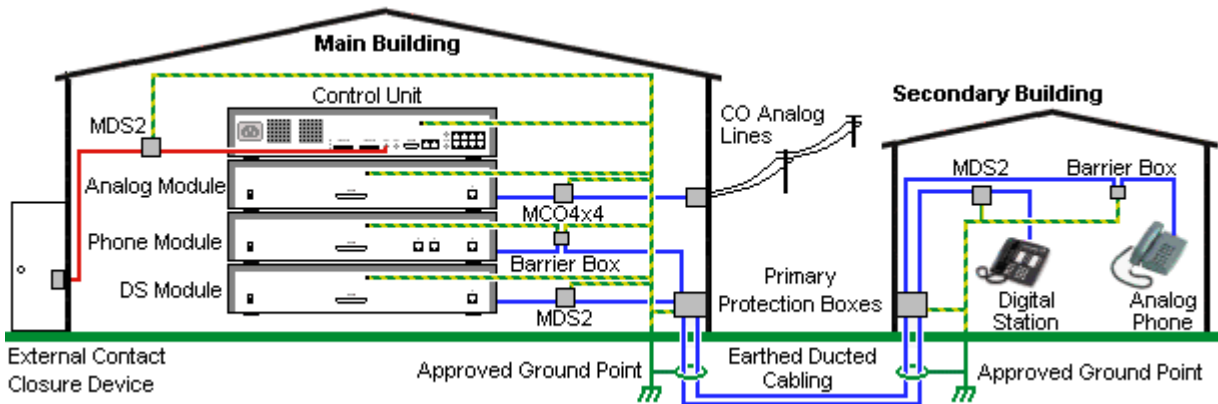 Main Building
Control Unit
MDS2
Analog Module
MCO4x4
Phone Module
Barrier Box
DS Module
MDS2
CO Analog
Lines
Primary
Protection Boxes
Secondary Building
MDS2
Barrier Box
Digital
Station
Analog
Phone
External Contact
Closure Device
Approved Ground Point
Earthed Ducted
Cabling
Approved Ground Point